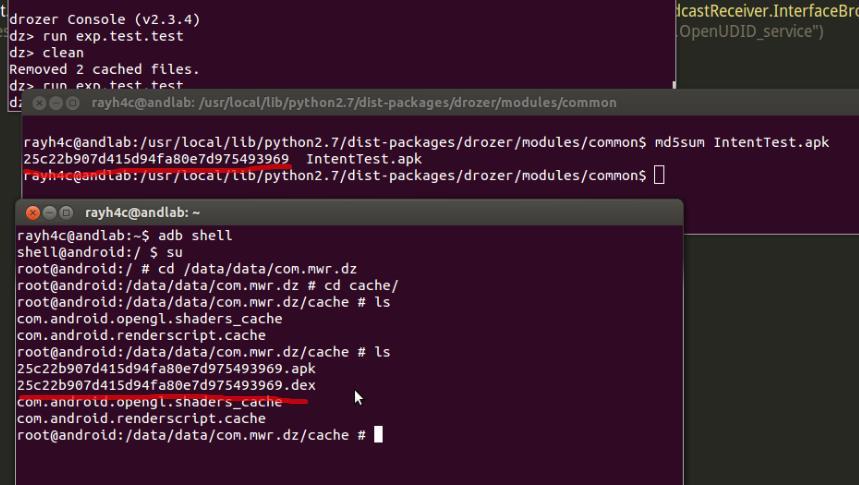 drozer Console (v2.3.4)
dz> run exp.test.test
dz> clean
Removed 2 cached files.
dz> run exp.test.test
dz
dcastReceiver.InterfaceBro
.OpenUDID_service")
rayh4c@andlab: /usr/local/lib/python2.7/dist-packages/drozer/modules/common
rayh4c@andlab:/usr/local/lib/python2.7/dist-packages/drozer/modules/common$ md5sum IntentTest.apk
25c22b907d415d94fa80e7d975493969  IntentTest.apk
rayh4c@andlab:/usr/local/lib/python2.7/dist-packages/drozer/modules/common$
rayh4c@andlab: ~
rayh4c@andlab:~$ adb shell
shell@android:/ $ su
root@android:/ # cd /data/data/com.mwr.dz
root@android:/data/data/com.mwr.dz # cd cache/
root@android:/data/data/com.mwr.dz/cache # ls
com.android.opengl.shaders_cache
com.android.renderscript.cache
root@android:/data/data/com.mwr.dz/cache # ls
25c22b907d415d94fa80e7d975493969.apk
25c22b907d415d94fa80e7d975493969.dex
com.android.opengl.shaders_cache
com.android.renderscript.cache
root@android:/data/data/com.mwr.dz/cache #